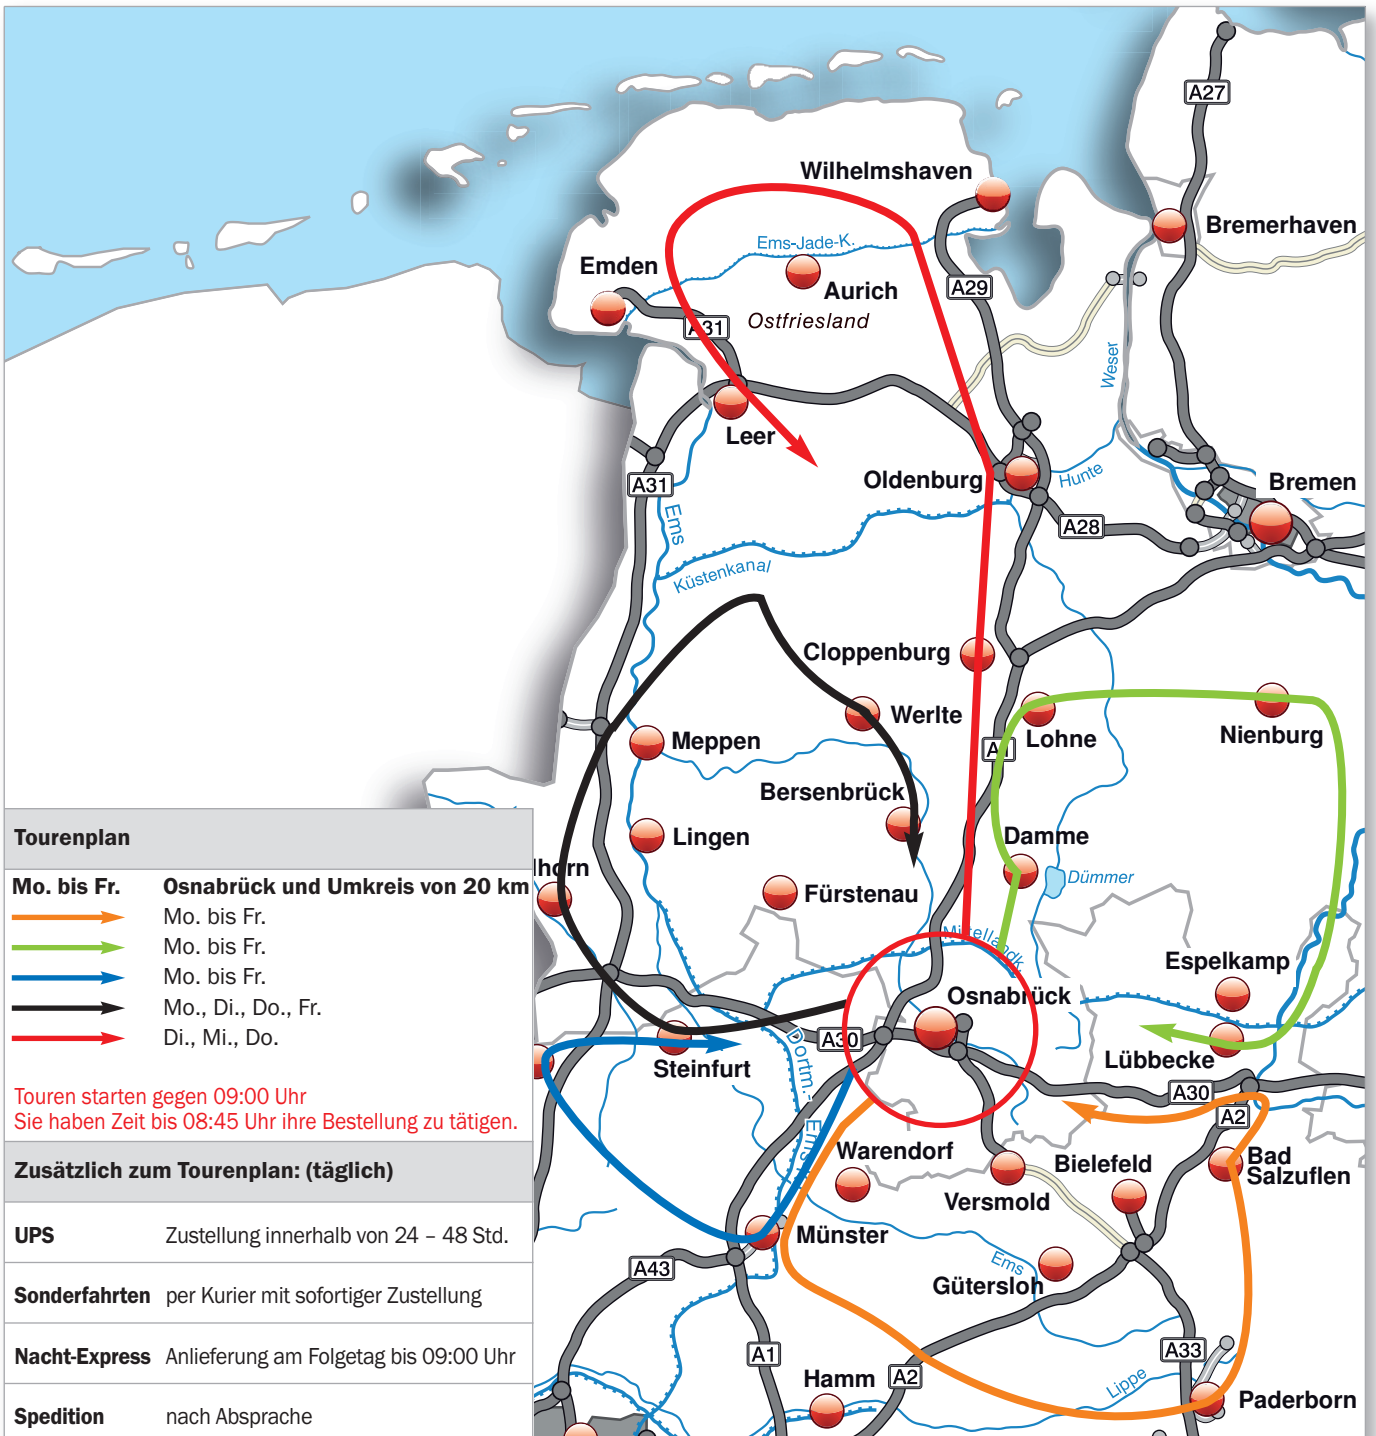 A27
Wilhelmshaven
Bremerhaven
Ems-Jade-K.
Emden
Aurich
A29
Ostfriesland
A31
Weser
Leer
Oldenburg
Hunte
Bremen
A31
Ems
A28
Küstenkanal
Cloppenburg
Werlte
Lohne
Nienburg
Meppen
A1
Bersenbrück
Lingen
Damme
Tourenplan
lhorn
Dümmer
Mo. bis Fr. Osnabrück und Umkreis von 20 km
Fürstenau
Mo. bis Fr.
Mittellandk.
Mo. bis Fr.
Espelkamp
Mo. bis Fr.
Osnabrück
Mo., Di., Do., Fr.
Di., Mi., Do.
A30
Steinfurt
Dortm.-
Ems
Lübbecke
A30
A2
Touren starten gegen 09:00 Uhr
Sie haben Zeit bis 08:45 Uhr ihre Bestellung zu tätigen.
Warendorf
Bielefeld
Bad
Salzuflen
Zusätzlich zum Tourenplan: (täglich)
Versmold
UPS Zustellung innerhalb von 24 – 48 Std.
Münster
Ems
A43
Gütersloh
Sonderfahrten per Kurier mit sofortiger Zustellung
Nacht-Express Anlieferung am Folgetag bis 09:00 Uhr
A1
A33
A2
Hamm
Lippe
Paderborn
Spedition nach Absprache